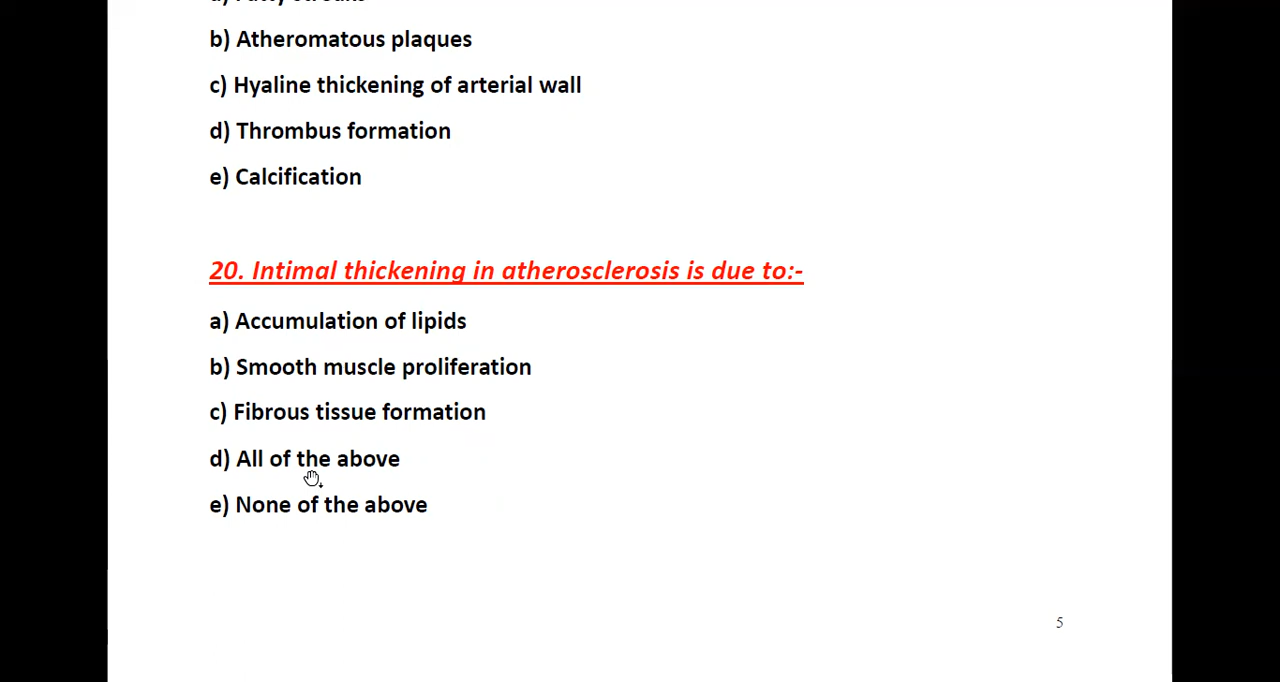 b) Atheromatous plaques
c) Hyaline thickening of arterial wall
d) Thrombus formation
e) Calcification
20. Intimal thickening in atherosclerosis is due to:-
a) Accumulation of lipids
b) Smooth muscle proliferation
c) Fibrous tissue formation
d) All of the above
e) None of the above
5